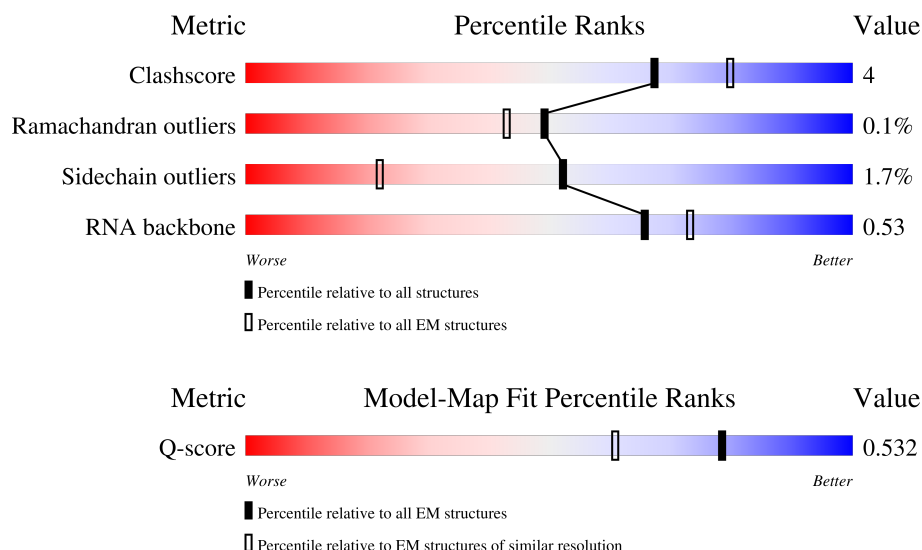 Metric Percentile Ranks Value
Clashscore 4
Ramachandran outliers 0.1%
Sidechain outliers 1.7%
RNA backbone 0.53
Worse Better
Percentile relative to all structures
Percentile relative to all EM structures
Metric Model-Map Fit Percentile Ranks Value
Q-score 0.532
Worse Better
Percentile relative to all EM structures
Percentile relative to EM structures of similar resolution